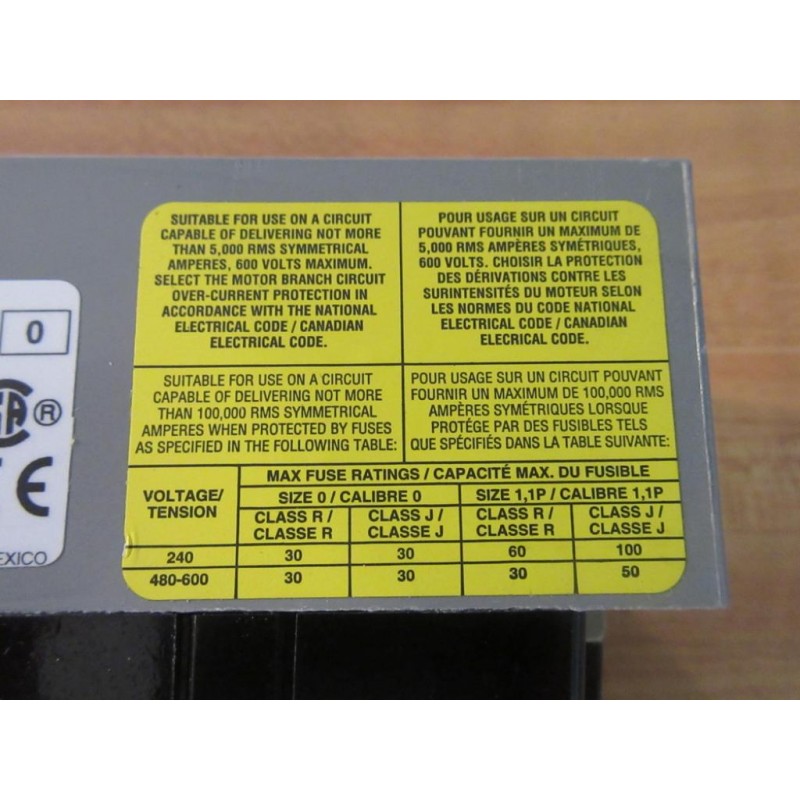 0
®
CE
SUITABLE FOR USE ON A CIRCUIT
CAPABLE OF DELIVERING NOT MORE
THAN 5,000 RMS SYMMETRICAL
AMPERES, 600 VOLTS MAXIMUM.
SELECT THE MOTOR BRANCH CIRCUIT
OVER-CURRENT PROTECTION IN
ACCORDANCE WITH THE NATIONAL
ELECTRICAL CODE / CANADIAN
ELECTRICAL CODE.
POUR USAGE SUR UN CIRCUIT
POUVANT FOURNIR UN MAXIMUM DE
5,000 RMS AMPÈRES SYMÉTRIQUES,
600 VOLTS. CHOISIR LA PROTECTION
DES DÉRIVATIONS CONTRE LES
SURINTENSITÉS DU MOTEUR SELON
LES NORMES DU CODE NATIONAL
ELECTRICAL CODE / CANADIAN
ELECRICAL CODE.
SUITABLE FOR USE ON A CIRCUIT
CAPABLE OF DELIVERING NOT MORE
THAN 100,000 RMS SYMMETRICAL
AMPERES WHEN PROTECTED BY FUSES
AS SPECIFIED IN THE FOLLOWING TABLE:
POUR USAGE SUR UN CIRCUIT POUVANT
FOURNIR UN MAXIMUM DE 100,000 RMS
AMPÈRES SYMÉTRIQUES LORSQUE
PROTÉGE PAR DES FUSIBLES TELS
QUE SPÉCIFIÉS DANS LA TABLE SUIVANTE:
VOLTAGE/
TENSION
MAX FUSE RATINGS / CAPACITÉ MAX. DU FUSIBLE
SIZE 0 / CALIBRE 0 SIZE 1,1P / CALIBRE 1,1P
CLASS R / CLASS J / CLASS R / CLASS J /
CLASSE R CLASSE J CLASSE R CLASSE J
240 30 30 60 100
480-600 30 30 30 50